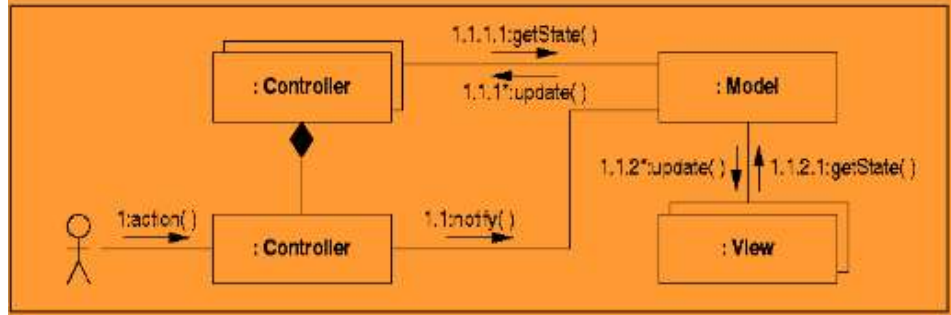 1.1.1.1:getState( )
: Controller
: Model
1.1.1*:update( )
1.1.2*:update( )
1.1.2.1:getState( )
1:action( )
1.1:notify( )
: Controller
: View